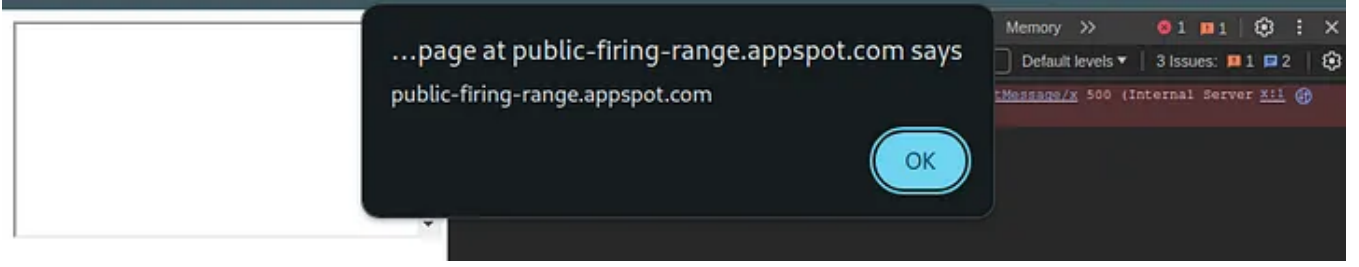 Memory >> 1 1
...page at public-firing-range.appspot.com says
Default levels ▼ 3 Issues: 1 2
public-firing-range.appspot.com
tMessage/x 500 (Internal Server x:1
OK